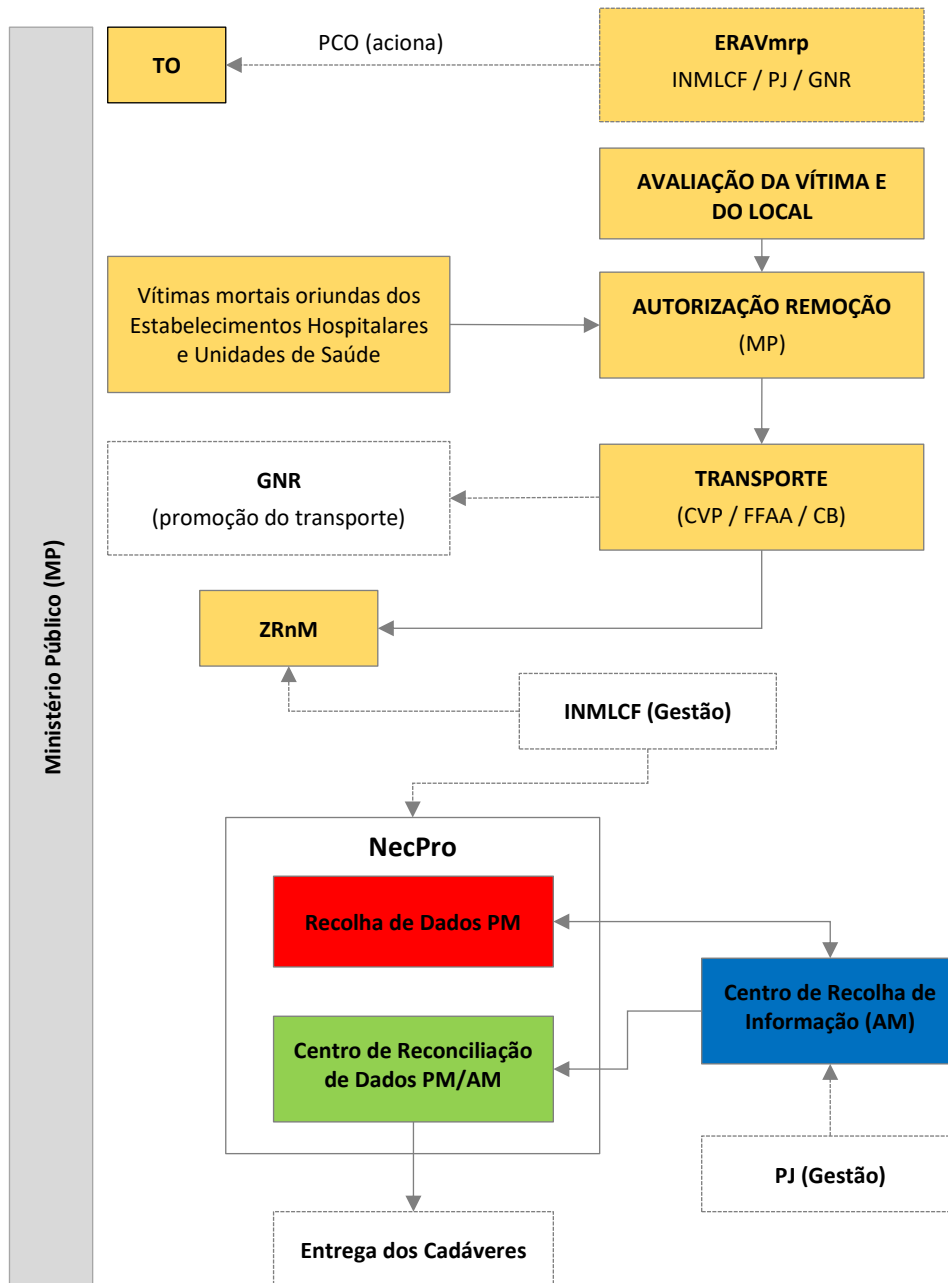 Ministério Público (MP)
TO
PCO (aciona)
ERAVmrp
INMLCF / PJ / GNR
AVALIAÇÃO DA VÍTIMA E
DO LOCAL
Vítimas mortais oriundas dos
Estabelecimentos Hospitalares
e Unidades de Saúde
AUTORIZAÇÃO REMOÇÃO
(MP)
GNR
(promoção do transporte)
TRANSPORTE
(CVP / FFAA / CB)
ZRnM
INMLCF (Gestão)
NecPro
Recolha de Dados PM
Centro de Recolha de
Informação (AM)
Centro de Reconciliação
de Dados PM/AM
PJ (Gestão)
Entrega dos Cadáveres